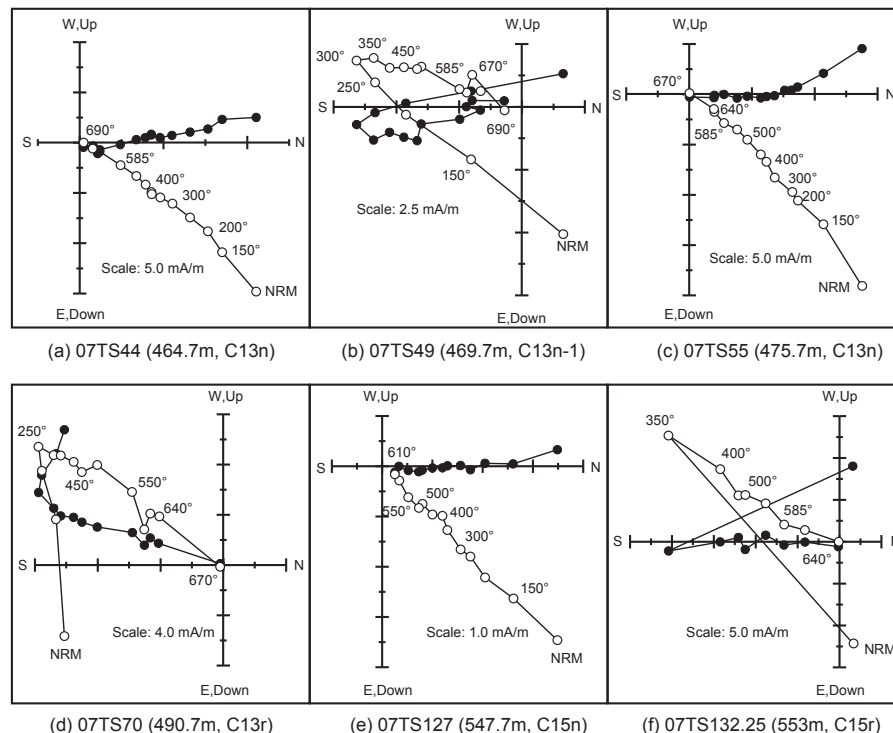 W,Up
690°
S
N
585°
400°
300°
200°
150°
Scale: 5.0 mA/m
NRM
E,Down
(a) 07TS44 (464.7m, C13n)
W,Up
350°
450°
300°
585°
670°
250°
S
N
690°
150°
Scale: 2.5 mA/m
NRM
E,Down
(b) 07TS49 (469.7m, C13n-1)
W,Up
670°
S
N
640°
585°
500°
400°
300°
200°
150°
Scale: 5.0 mA/m
NRM
E,Down
(c) 07TS55 (475.7m, C13n)
W,Up
250°
450°
550°
640°
S
N
670°
Scale: 4.0 mA/m
NRM
E,Down
(d) 07TS70 (490.7m, C13r)
W,Up
610°
S
N
500°
550°
400°
300°
150°
Scale: 1.0 mA/m
NRM
E,Down
(e) 07TS127 (547.7m, C15n)
W,Up
350°
400°
500°
585°
S
N
640°
Scale: 5.0 mA/m
NRM
E,Down
(f) 07TS132.25 (553m, C15r)